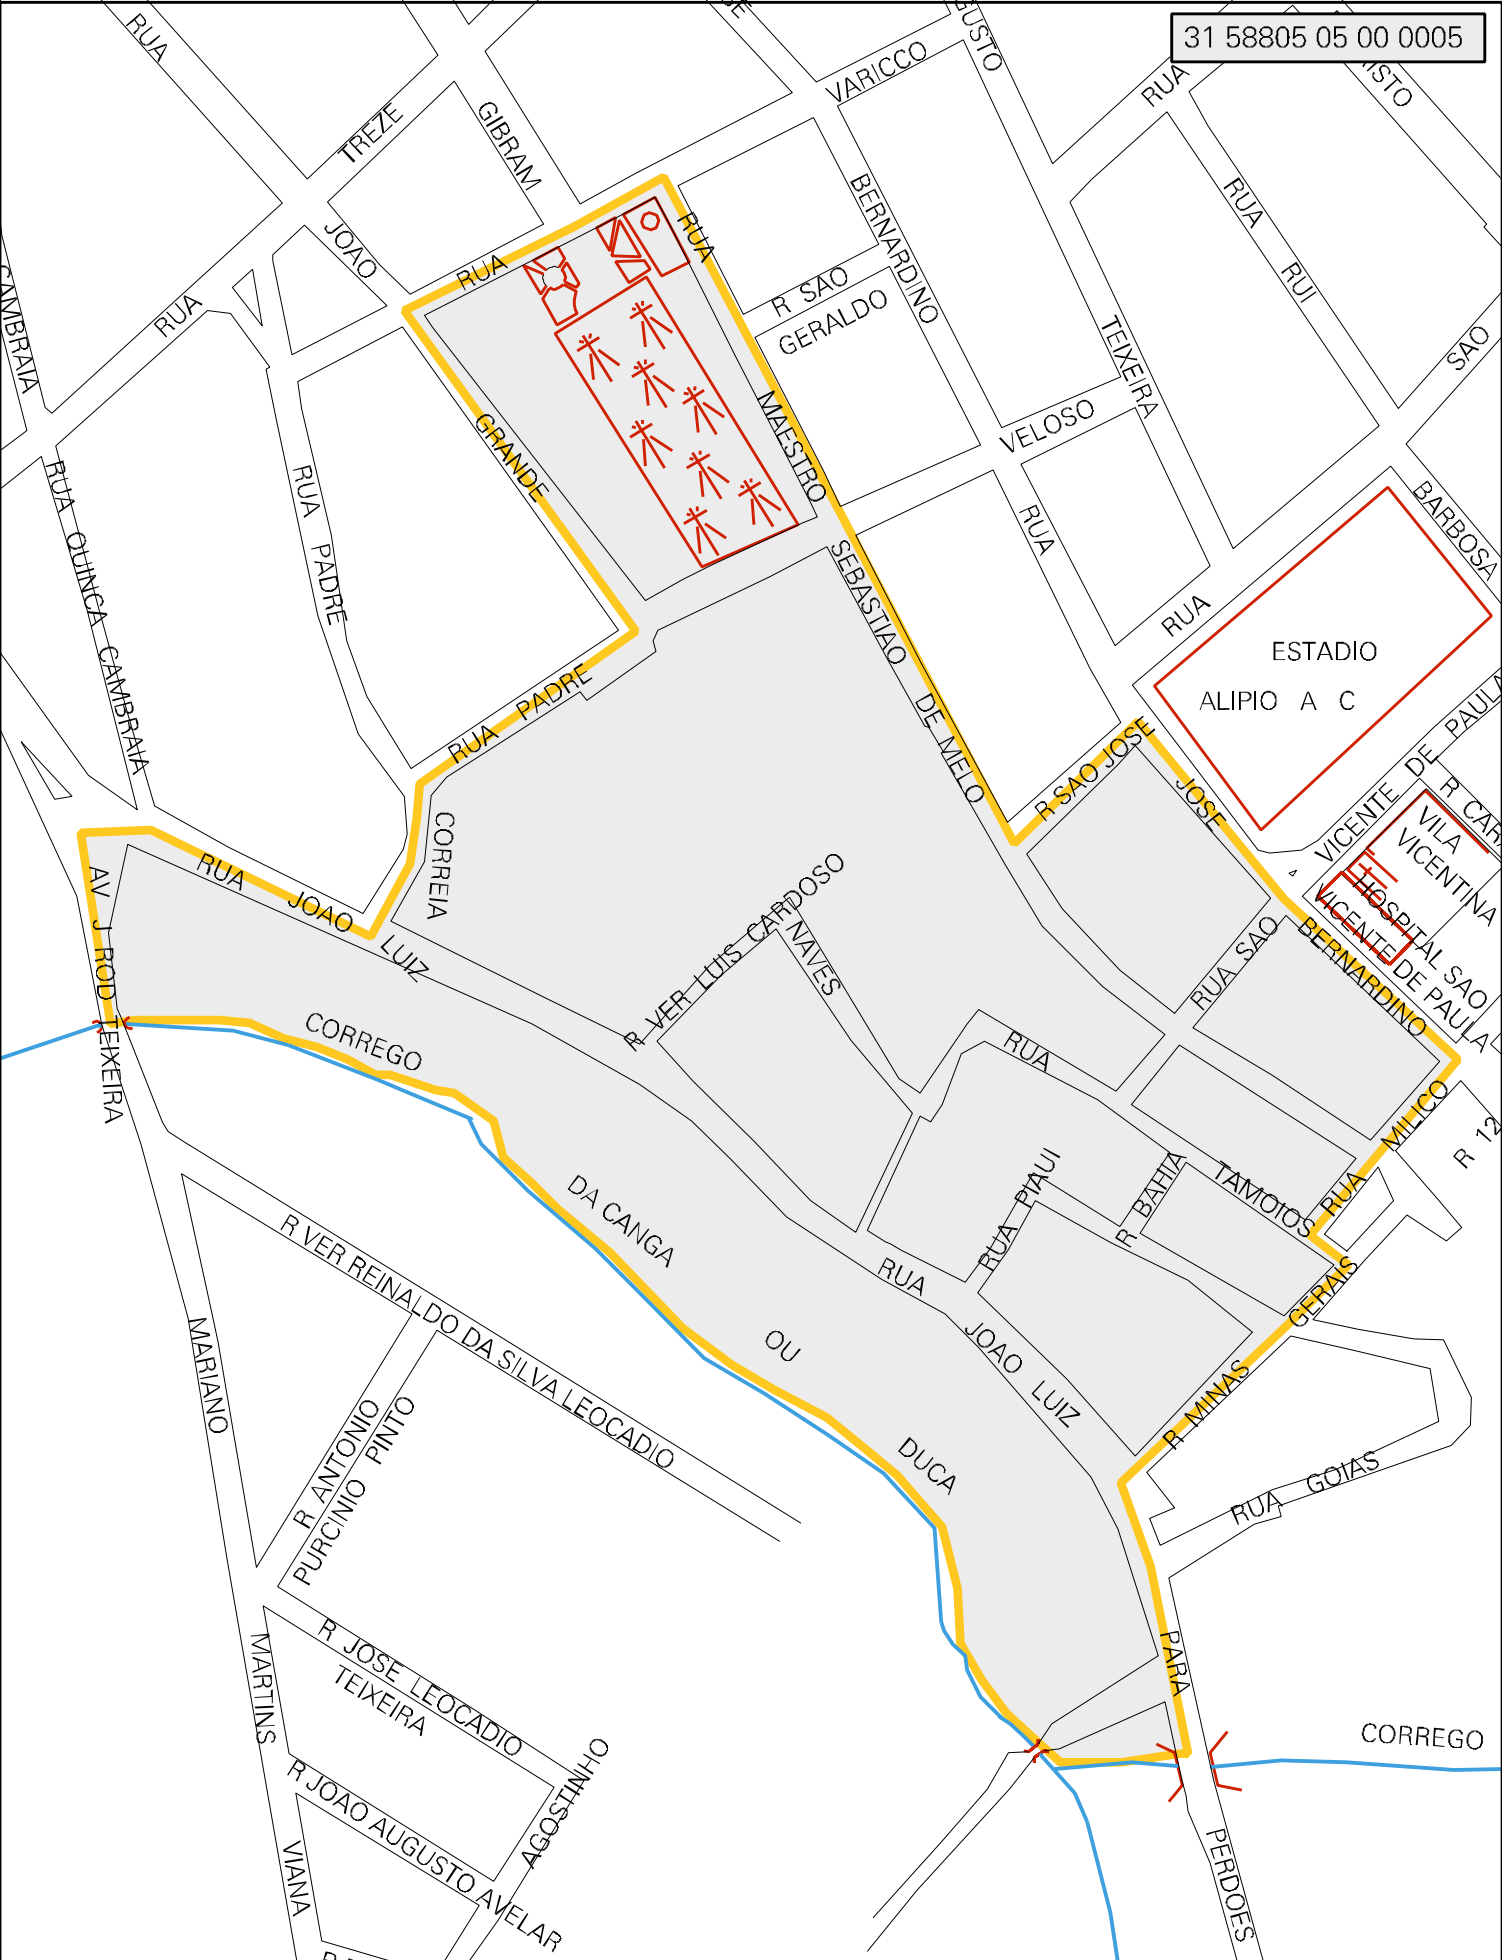 31 58805 05 00 0005
RUA
TREZE
GIBRAM
VARICCO
GUSTO
RUA
RUA
BERNARDINO
RUA
JOAO
RUA
R SAO
GERALDO
RUI
CAMBRAIA
RUA
TEIXEIRA
SAO
MAESTRO
VELOSO
GRANDE
RUA QUINCA CAMBRAIA
RUA PADRE
RUA
BARBOSA
SEBASTIAO DE MELO
RUA
ESTADIO
ALIPIO A C
RUA PADRE
CORREIA
R SAO JOSE
JOSE
BERNARDINO
VICENTE DE PAULA
VILA
VICENTINA
HOSPITAL SAO
VICENTE DE PAULA
AV J ROD TEIXEIRA
RUA JOAO LUIZ
R VER LUIS CARDOSO
NAVES
RUA SAO
CORREGO
RUA
TAMOIOS
RUA MILICO
R 12
RUA PIAUI
R BAHIA
DA CANGA
OU
DUCA
RUA
JOAO LUIZ
R MINAS GERAIS
R VER REINALDO DA SILVA LEOCADIO
MARIANO
R ANTONIO
PURCINIO PINTO
RUA GOIAS
MARTINS
R JOSE LEOCADIO
TEIXEIRA
PARA
CORREGO
R JOAO AUGUSTO AVELAR
AGOSTINHO
VIANA
PERDOES